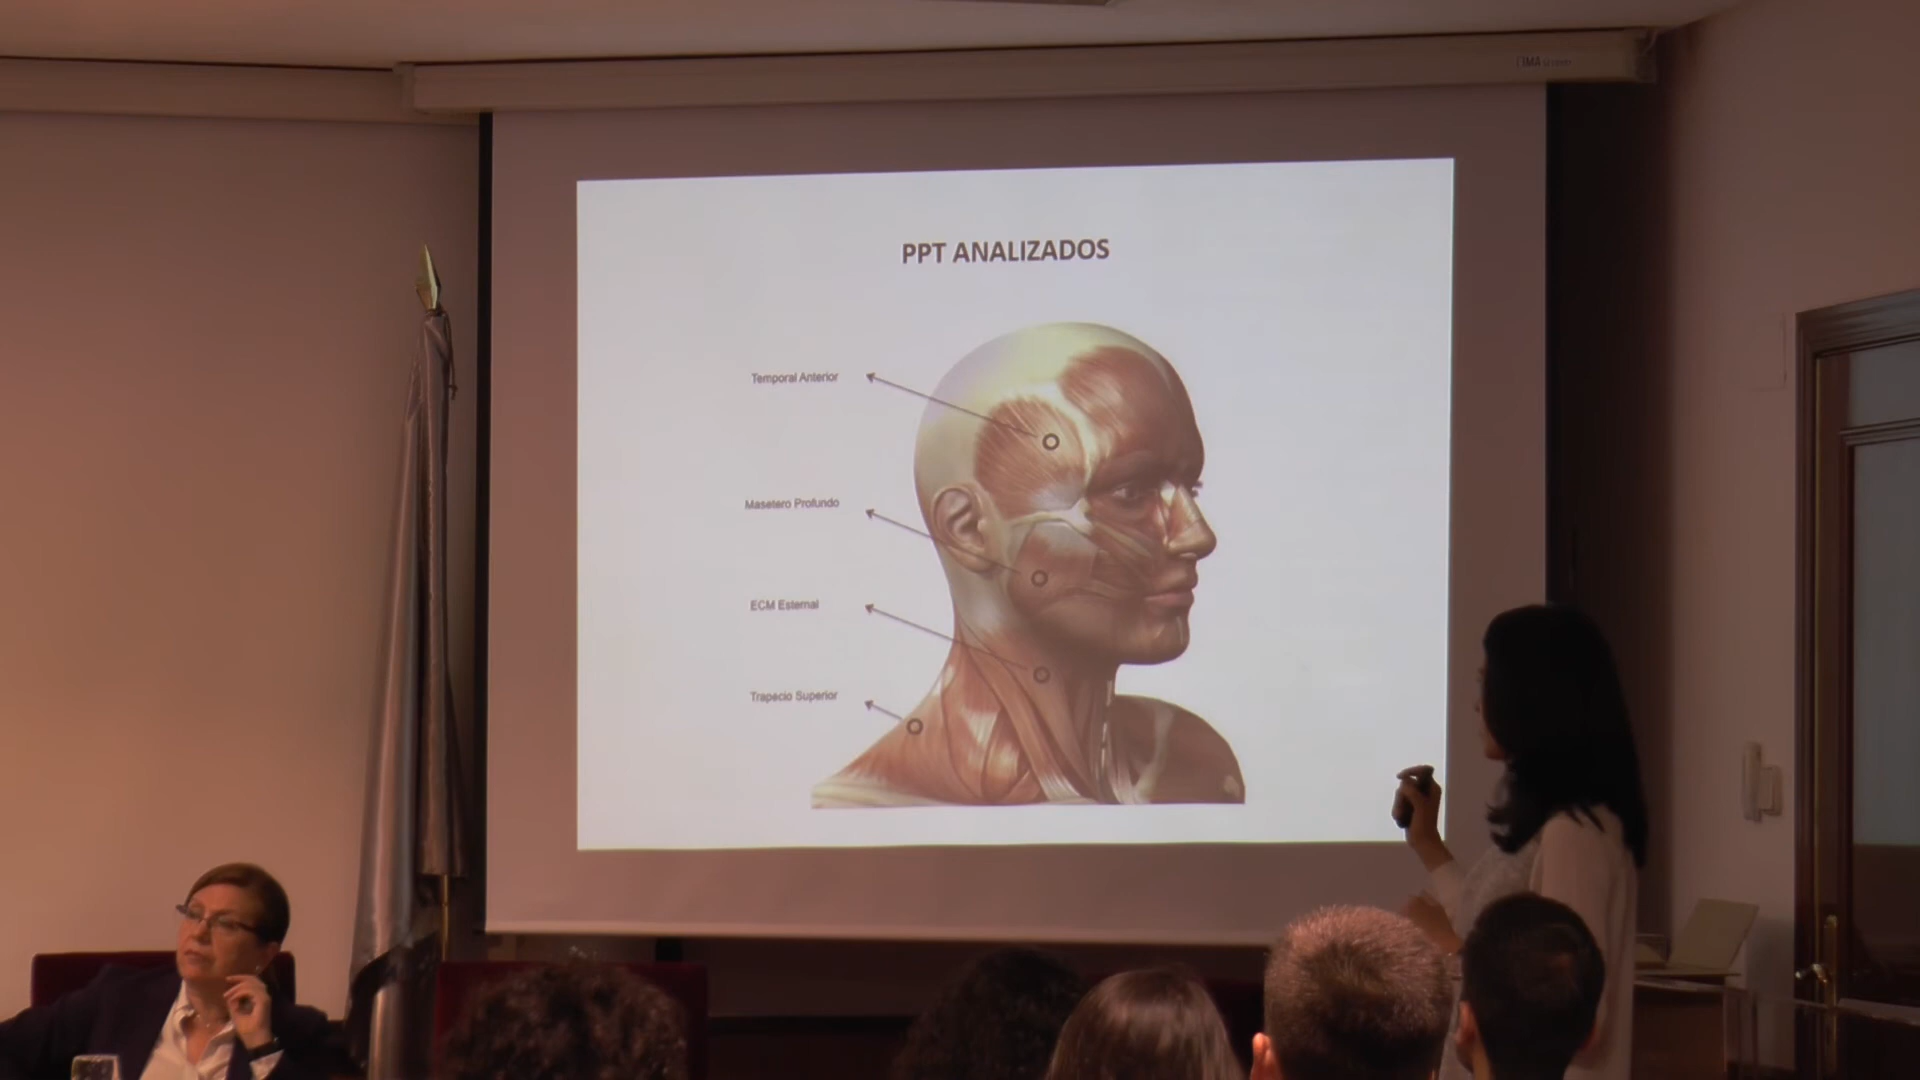 PPT ANALIZADOS
Temporal Anterior
Masetero Profundo
ECM Esternal
Trapecio Superior